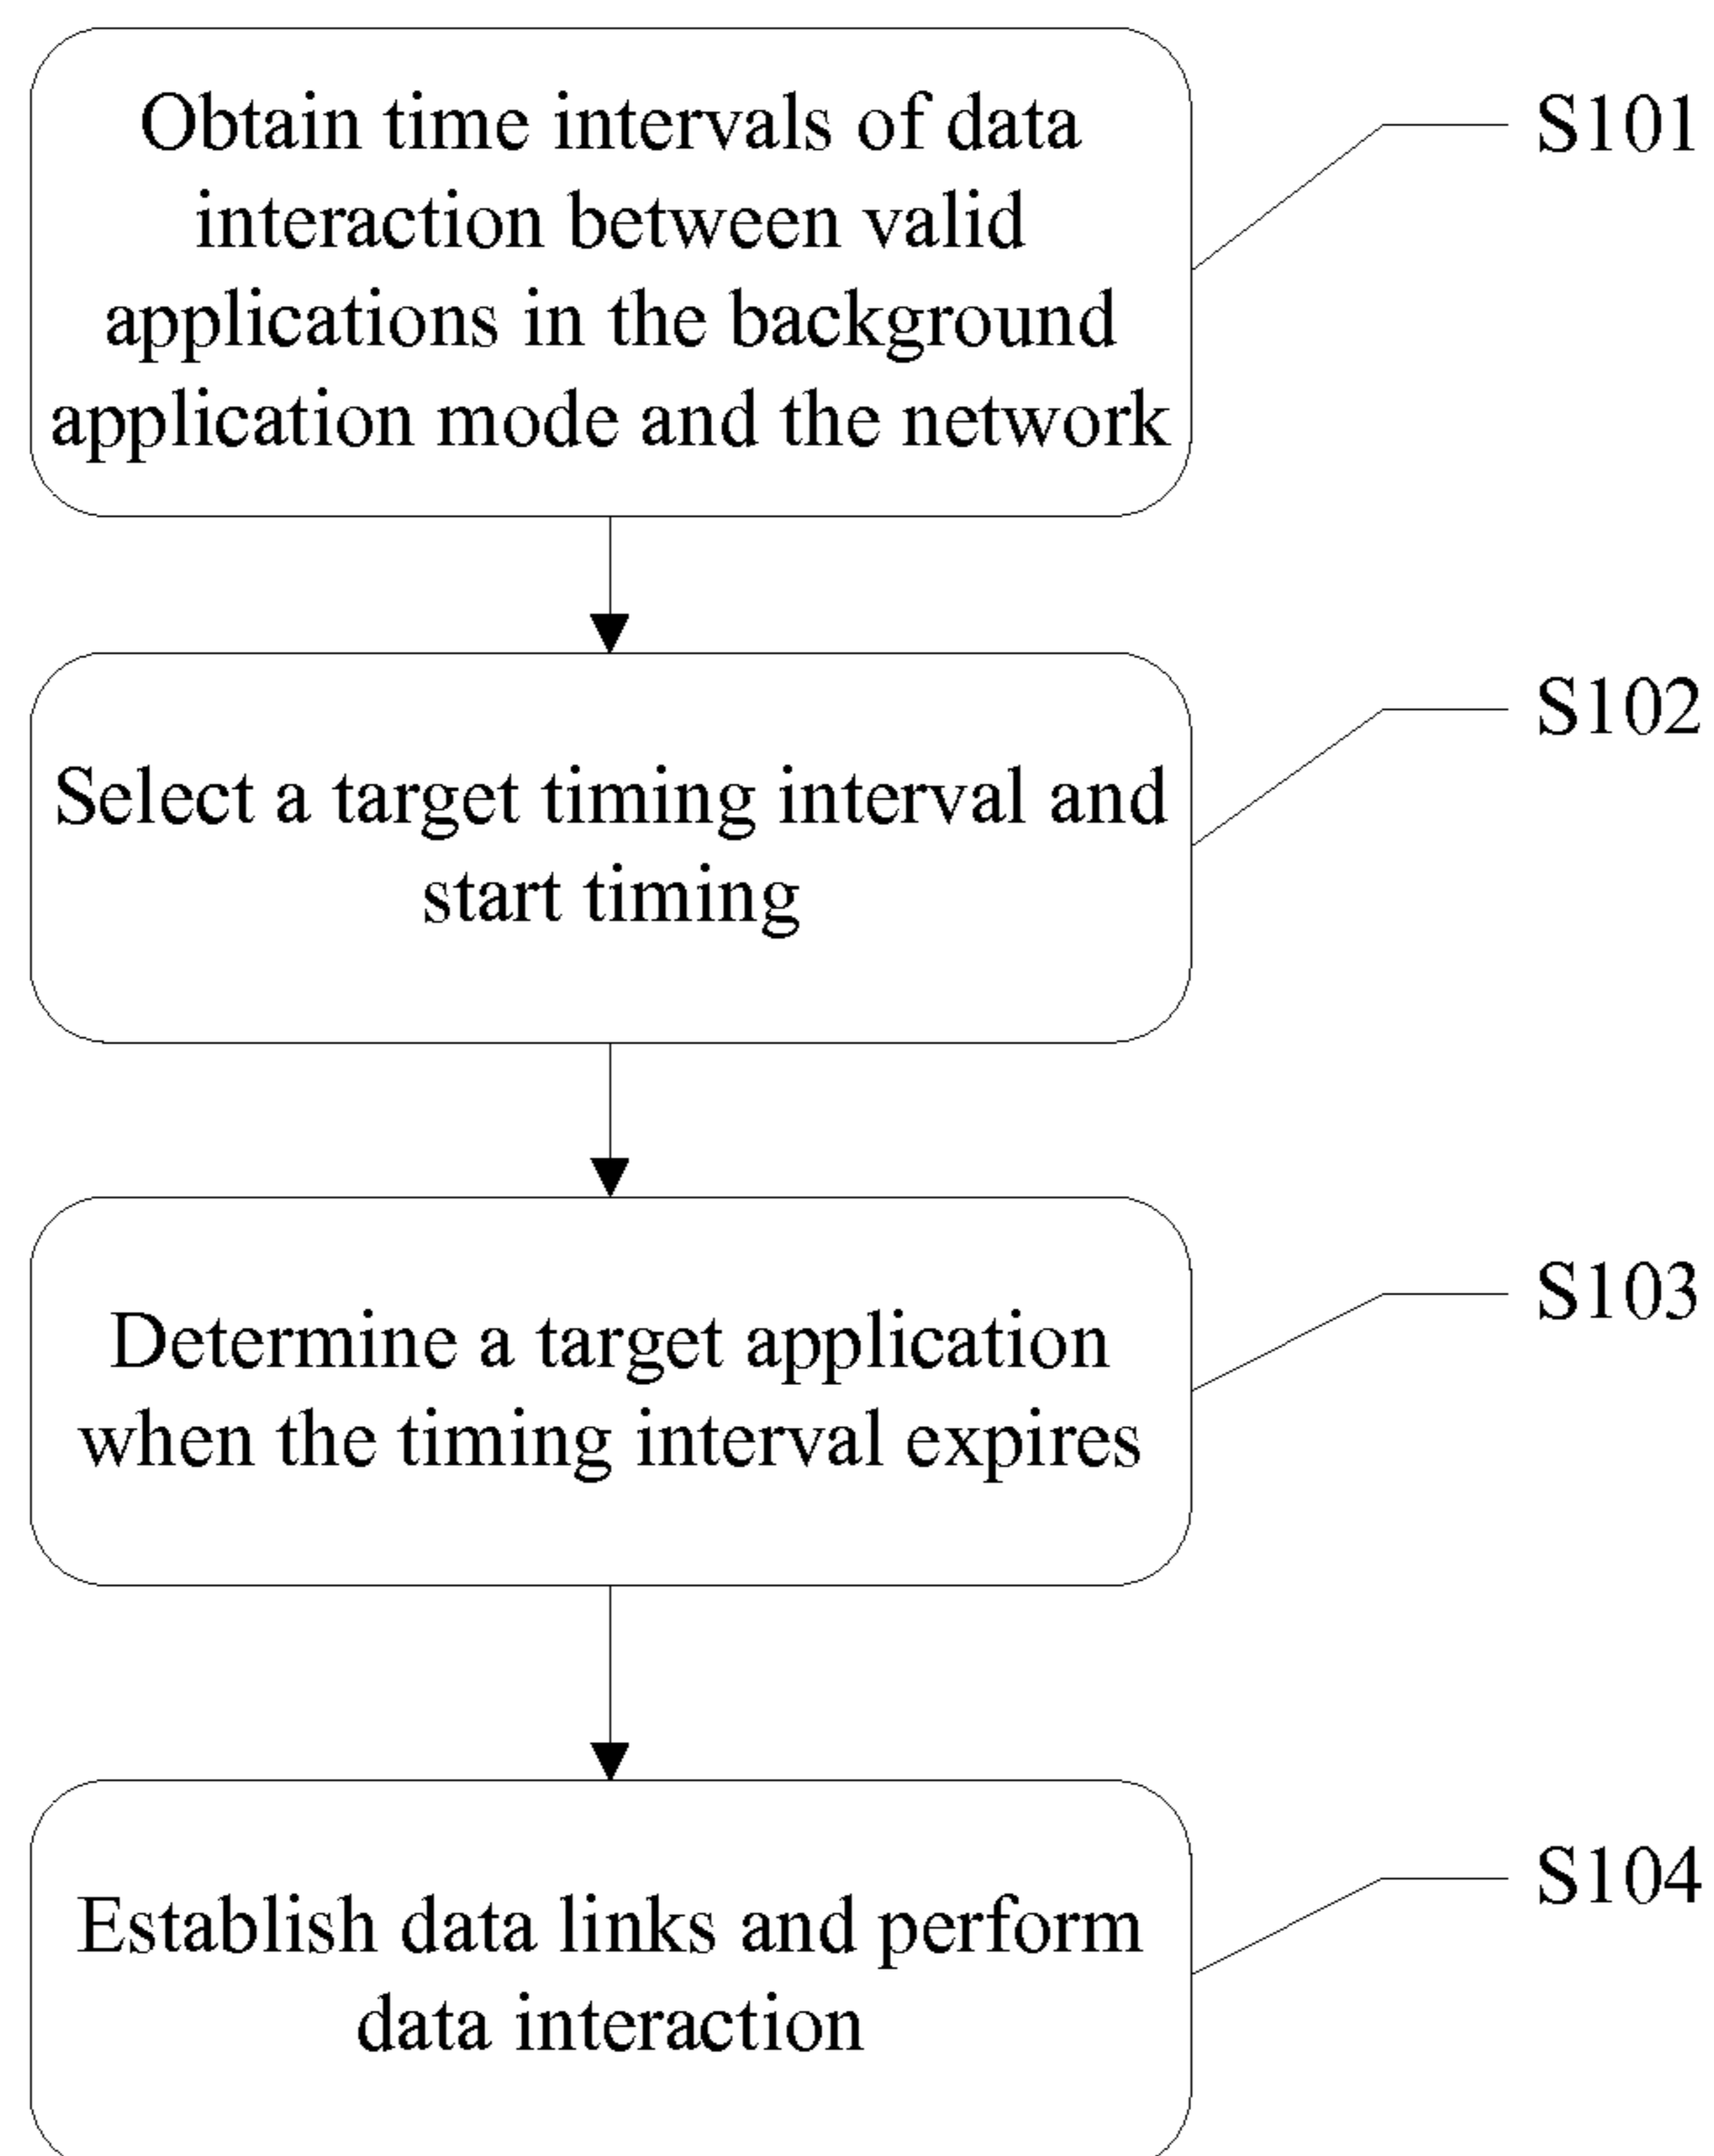 Obtain time intervals of data
interaction between valid
applications in the background
application mode and the network
S101
Select a target timing interval and
start timing
S102
Determine a target application
when the timing interval expires
S103
Establish data links and perform
data interaction
S104